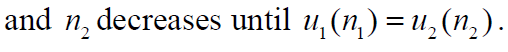 and n₂ decreases until u₁(n₁) = u₂(n₂).